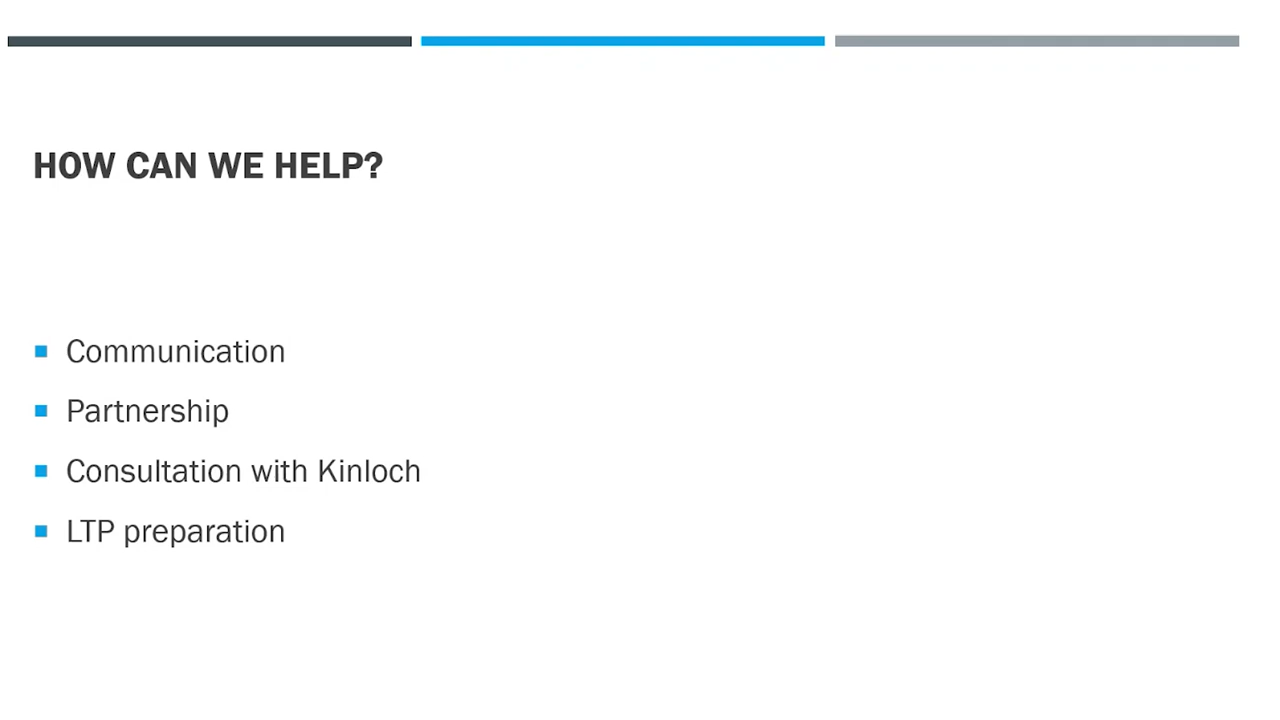 HOW CAN WE HELP?
Communication
Partnership
Consultation with Kinloch
LTP preparation